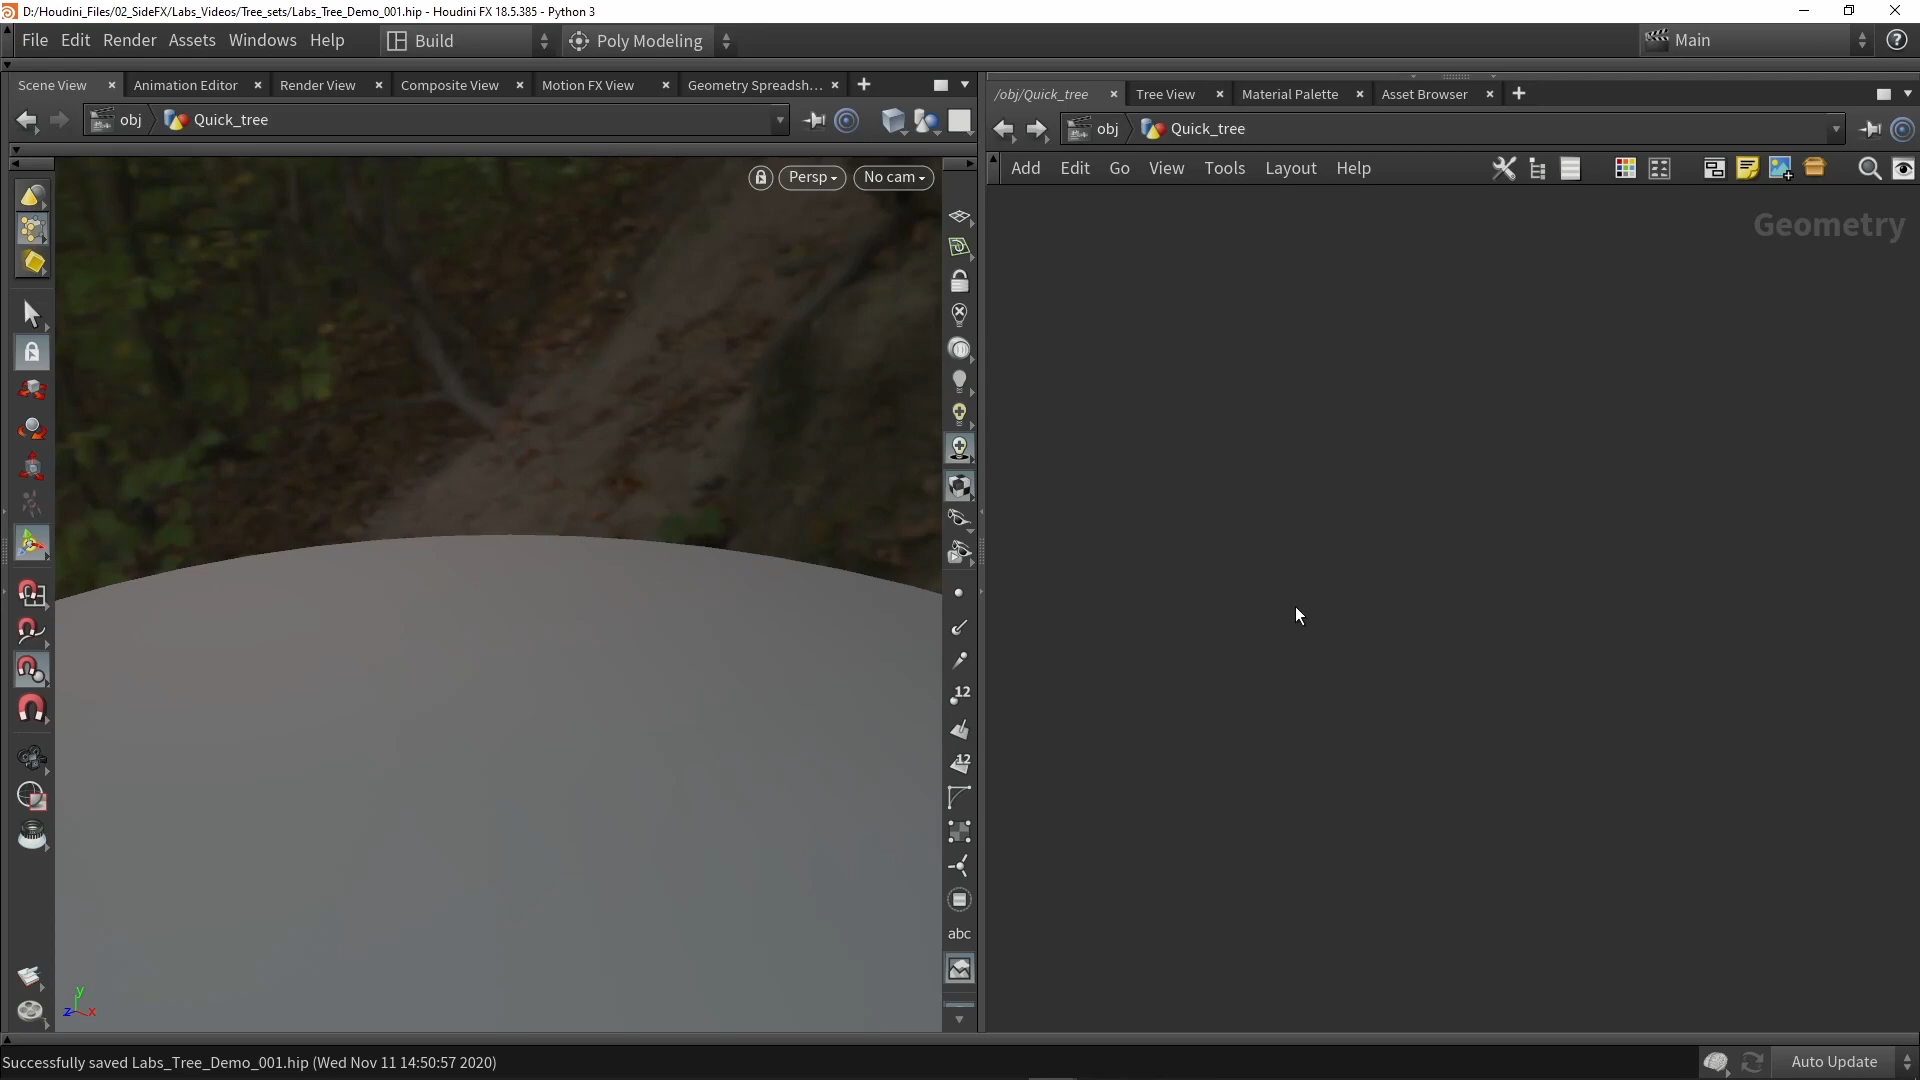 D:/Houdini_Files/02_SideFX/Labs_Videos/Tree_sets/Labs_Tree_Demo_001.hip - Houdini FX 18.5.385 - Python 3
File Edit Render Assets Windows Help Build Poly Modeling Main
Scene View Animation Editor Render View Composite View Motion FX View Geometry Spreadsh...
/obj/Quick_tree Tree View Material Palette Asset Browser
obj Quick_tree
obj Quick_tree
Add Edit Go View Tools Layout Help
Persp No cam
Geometry
12
12
abc
y
z x
Successfully saved Labs_Tree_Demo_001.hip (Wed Nov 11 14:50:57 2020)
Auto Update